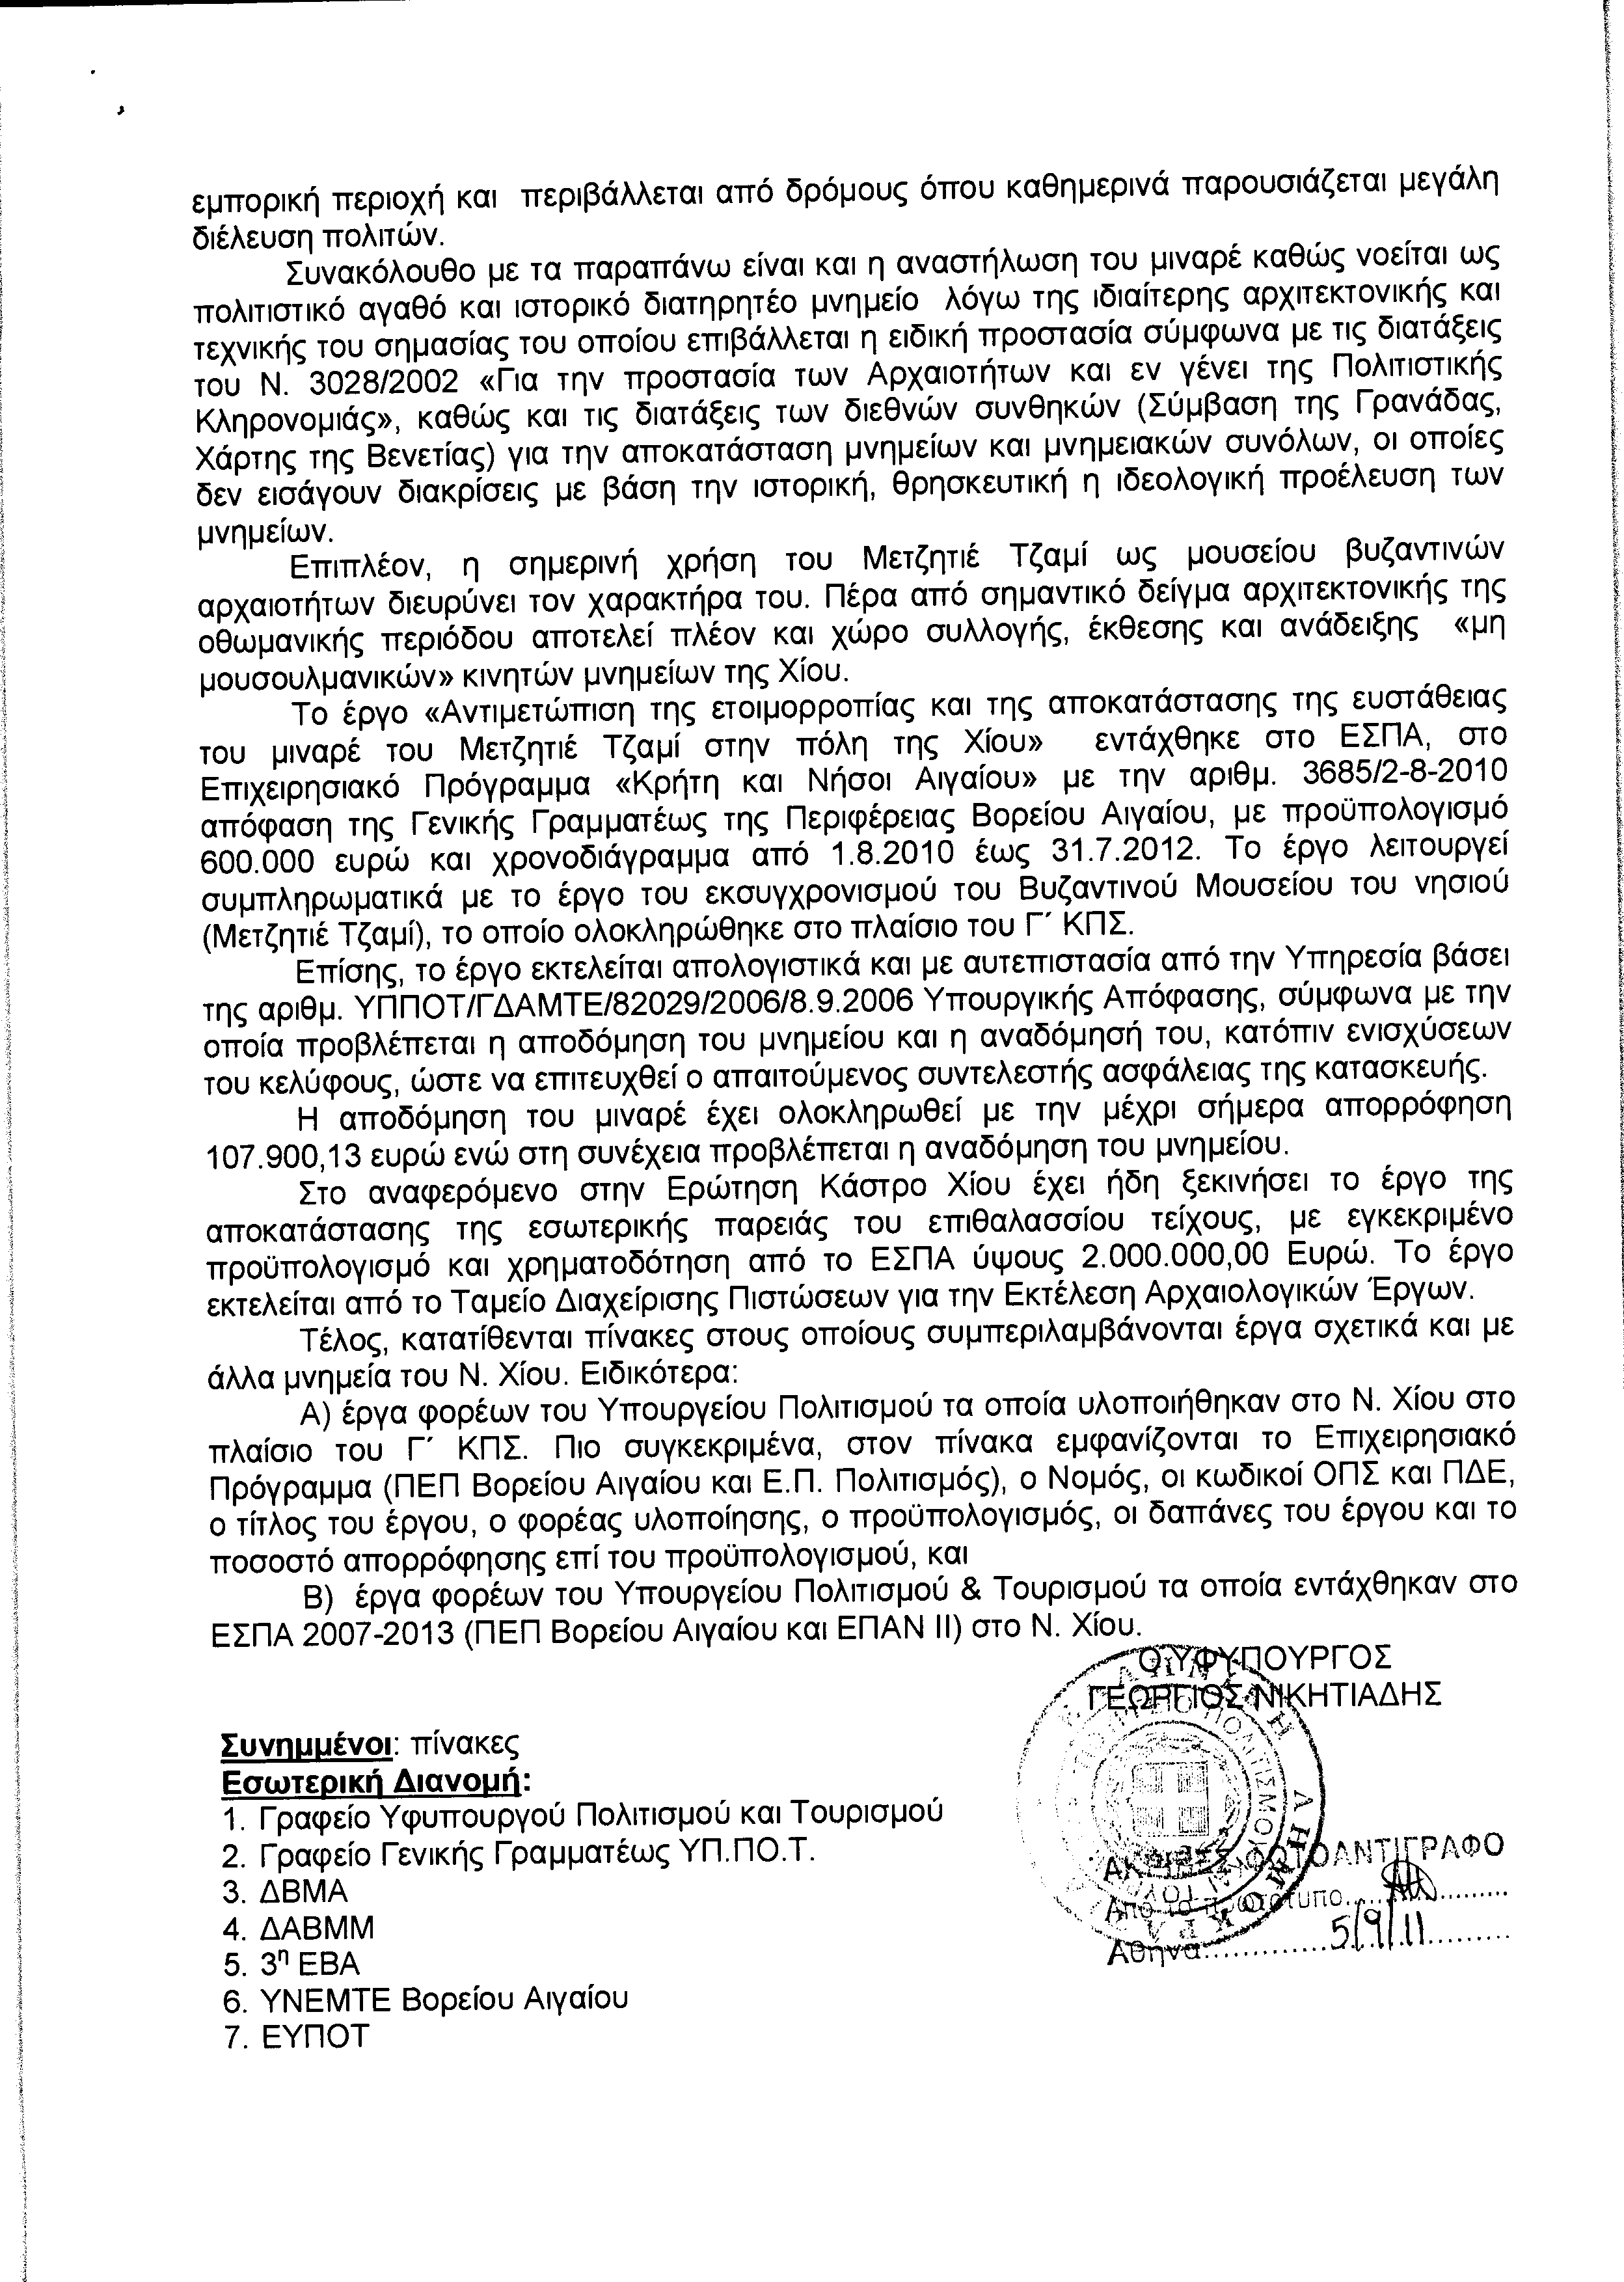 εμπορική περιοχή και περιβάλλεται από δρόμους όπου καθημερινά παρουσιάζεται μεγάλη
διέλευση πολιτών.
Συνακόλουθο με τα παραπάνω είναι και η αναστήλωση του μιναρέ καθώς νοείται ως
πολιτιστικό αγαθό και ιστορικό διατηρητέο μνημείο λόγω της ιδιαίτερης αρχιτεκτονικής και
τεχνικής του σημασίας του οποίου επιβάλλεται η ειδική προστασία σύμφωνα με τις διατάξεις
του Ν. 3028/2002 «Για την προστασία των Αρχαιοτήτων και εν γένει της Πολιτιστικής
Κληρονομιάς», καθώς και τις διατάξεις των διεθνών συνθηκών (Σύμβαση της Γρανάδας,
Χάρτης της Βενετίας) για την αποκατάσταση μνημείων και μνημειακών συνόλων, οι οποίες
δεν εισάγουν διακρίσεις με βάση την ιστορική, θρησκευτική η ιδεολογική προέλευση των
μνημείων.
Επιπλέον, η σημερινή χρήση του Μετζητιέ Τζαμί ως μουσείου βυζαντινών
αρχαιοτήτων διευρύνει τον χαρακτήρα του. Πέρα από σημαντικό δείγμα αρχιτεκτονικής της
οθωμανικής περιόδου αποτελεί πλέον και χώρο συλλογής, έκθεσης και ανάδειξης «μη
μουσουλμανικών» κινητών μνημείων της Χίου.
Το έργο «Αντιμετώπιση της ετοιμορροπίας και της αποκατάστασης της ευστάθειας
του μιναρέ του Μετζητιέ Τζαμί στην πόλη της Χίου» εντάχθηκε στο ΕΣΠΑ, στο
Επιχειρησιακό Πρόγραμμα «Κρήτη και Νήσοι Αιγαίου» με την αριθμ. 3685/2-8-2010
απόφαση της Γενικής Γραμματέως της Περιφέρειας Βορείου Αιγαίου, με προϋπολογισμό
600.000 ευρώ και χρονοδιάγραμμα από 1.8.2010 έως 31.7.2012. Το έργο λειτουργεί
συμπληρωματικά με το έργο του εκσυγχρονισμού του Βυζαντινού Μουσείου του νησιού
(Μετζητιέ Τζαμί), το οποίο ολοκληρώθηκε στο πλαίσιο του Γ΄ ΚΠΣ.
Επίσης, το έργο εκτελείται απολογιστικά και με αυτεπιστασία από την Υπηρεσία βάσει
της αριθμ. ΥΠΠΟΤ/ΓΔΑΜΤΕ/82029/2006/8.9.2006 Υπουργικής Απόφασης, σύμφωνα με την
οποία προβλέπεται η αποδόμηση του μνημείου και η αναδόμησή του, κατόπιν ενισχύσεων
του κελύφους, ώστε να επιτευχθεί ο απαιτούμενος συντελεστής ασφάλειας της κατασκευής.
Η αποδόμηση του μιναρέ έχει ολοκληρωθεί με την μέχρι σήμερα απορρόφηση
107.900,13 ευρώ ενώ στη συνέχεια προβλέπεται η αναδόμηση του μνημείου.
Στο αναφερόμενο στην Ερώτηση Κάστρο Χίου έχει ήδη ξεκινήσει το έργο της
αποκατάστασης της εσωτερικής παρειάς του επιθαλασσίου τείχους, με εγκεκριμένο
προϋπολογισμό και χρηματοδότηση από το ΕΣΠΑ ύψους 2.000.000,00 Ευρώ. Το έργο
εκτελείται από το Ταμείο Διαχείρισης Πιστώσεων για την Εκτέλεση Αρχαιολογικών Έργων.
Τέλος, κατατίθενται πίνακες στους οποίους συμπεριλαμβάνονται έργα σχετικά και με
άλλα μνημεία του Ν. Χίου. Ειδικότερα:
Α) έργα φορέων του Υπουργείου Πολιτισμού τα οποία υλοποιήθηκαν στο Ν. Χίου στο
πλαίσιο του Γ΄ ΚΠΣ. Πιο συγκεκριμένα, στον πίνακα εμφανίζονται το Επιχειρησιακό
Πρόγραμμα (ΠΕΠ Βορείου Αιγαίου και Ε.Π. Πολιτισμός), ο Νομός, οι κωδικοί ΟΠΣ και ΠΔΕ,
ο τίτλος του έργου, ο φορέας υλοποίησης, ο προϋπολογισμός, οι δαπάνες του έργου και το
ποσοστό απορρόφησης επί του προϋπολογισμού, και
Β) έργα φορέων του Υπουργείου Πολιτισμού & Τουρισμού τα οποία εντάχθηκαν στο
ΕΣΠΑ 2007-2013 (ΠΕΠ Βορείου Αιγαίου και ΕΠΑΝ ΙΙ) στο Ν. Χίου.
Ο ΥΦΥΠΟΥΡΓΟΣ
ΓΕΩΡΓΙΟΣ ΝΙΚΗΤΙΑΔΗΣ
Συνημμένοι: πίνακες
Εσωτερική Διανομή:
1. Γραφείο Υφυπουργού Πολιτισμού και Τουρισμού
2. Γραφείο Γενικής Γραμματέως ΥΠ.ΠΟ.Τ.
3. ΔΒΜΑ
4. ΔΑΒΜΜ
5. 3η ΕΒΑ
6. ΥΝΕΜΤΕ Βορείου Αιγαίου
7. ΕΥΠΟΤ
ΑΚΡΙΒΕΣ ΦΩΤΟΑΝΤΙΓΡΑΦΟ
Από το πρωτότυπο
Αθήνα 5/9/11